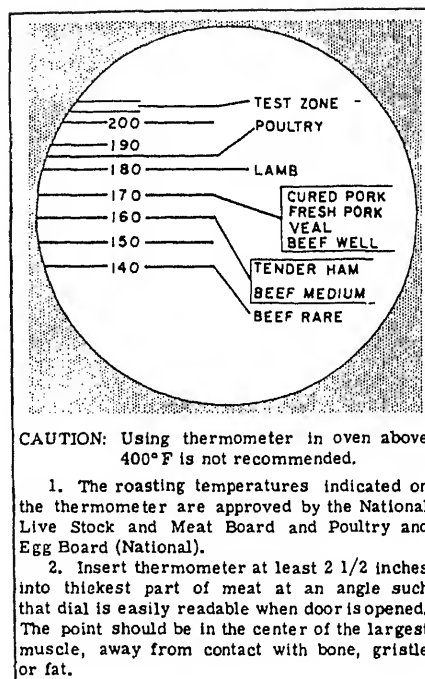 TEST ZONE
200 POULTRY
190
180 LAMB
170 CURED PORK
FRESH PORK
VEAL
160 BEEF WELL
150 TENDER HAM
140 BEEF MEDIUM
BEEF RARE
CAUTION: Using thermometer in oven above
400°F is not recommended.
1. The roasting temperatures indicated on
the thermometer are approved by the National
Live Stock and Meat Board and Poultry and
Egg Board (National).
2. Insert thermometer at least 2 1/2 inches
into thickest part of meat at an angle such
that dial is easily readable when door is opened.
The point should be in the center of the largest
muscle, away from contact with bone, gristle
or fat.